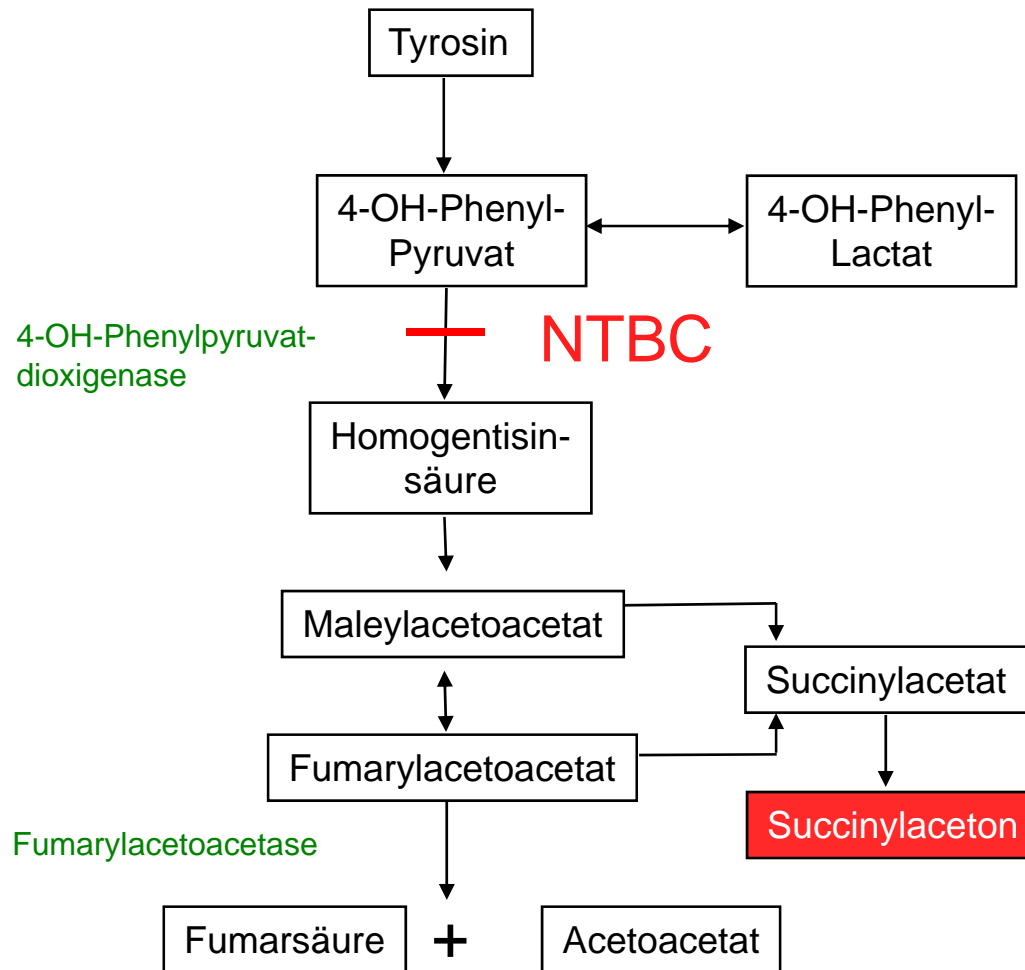 Tyrosin
4-OH-Phenyl-
Pyruvat
4-OH-Phenyl-
Lactat
4-OH-Phenylpyruvat-
dioxigenase
NTBC
Homogentisin-
säure
Maleylacetoacetat
Succinylacetat
Fumarylacetoacetat
Succinylaceton
Fumarylacetoacetase
Fumarsäure + Acetoacetat